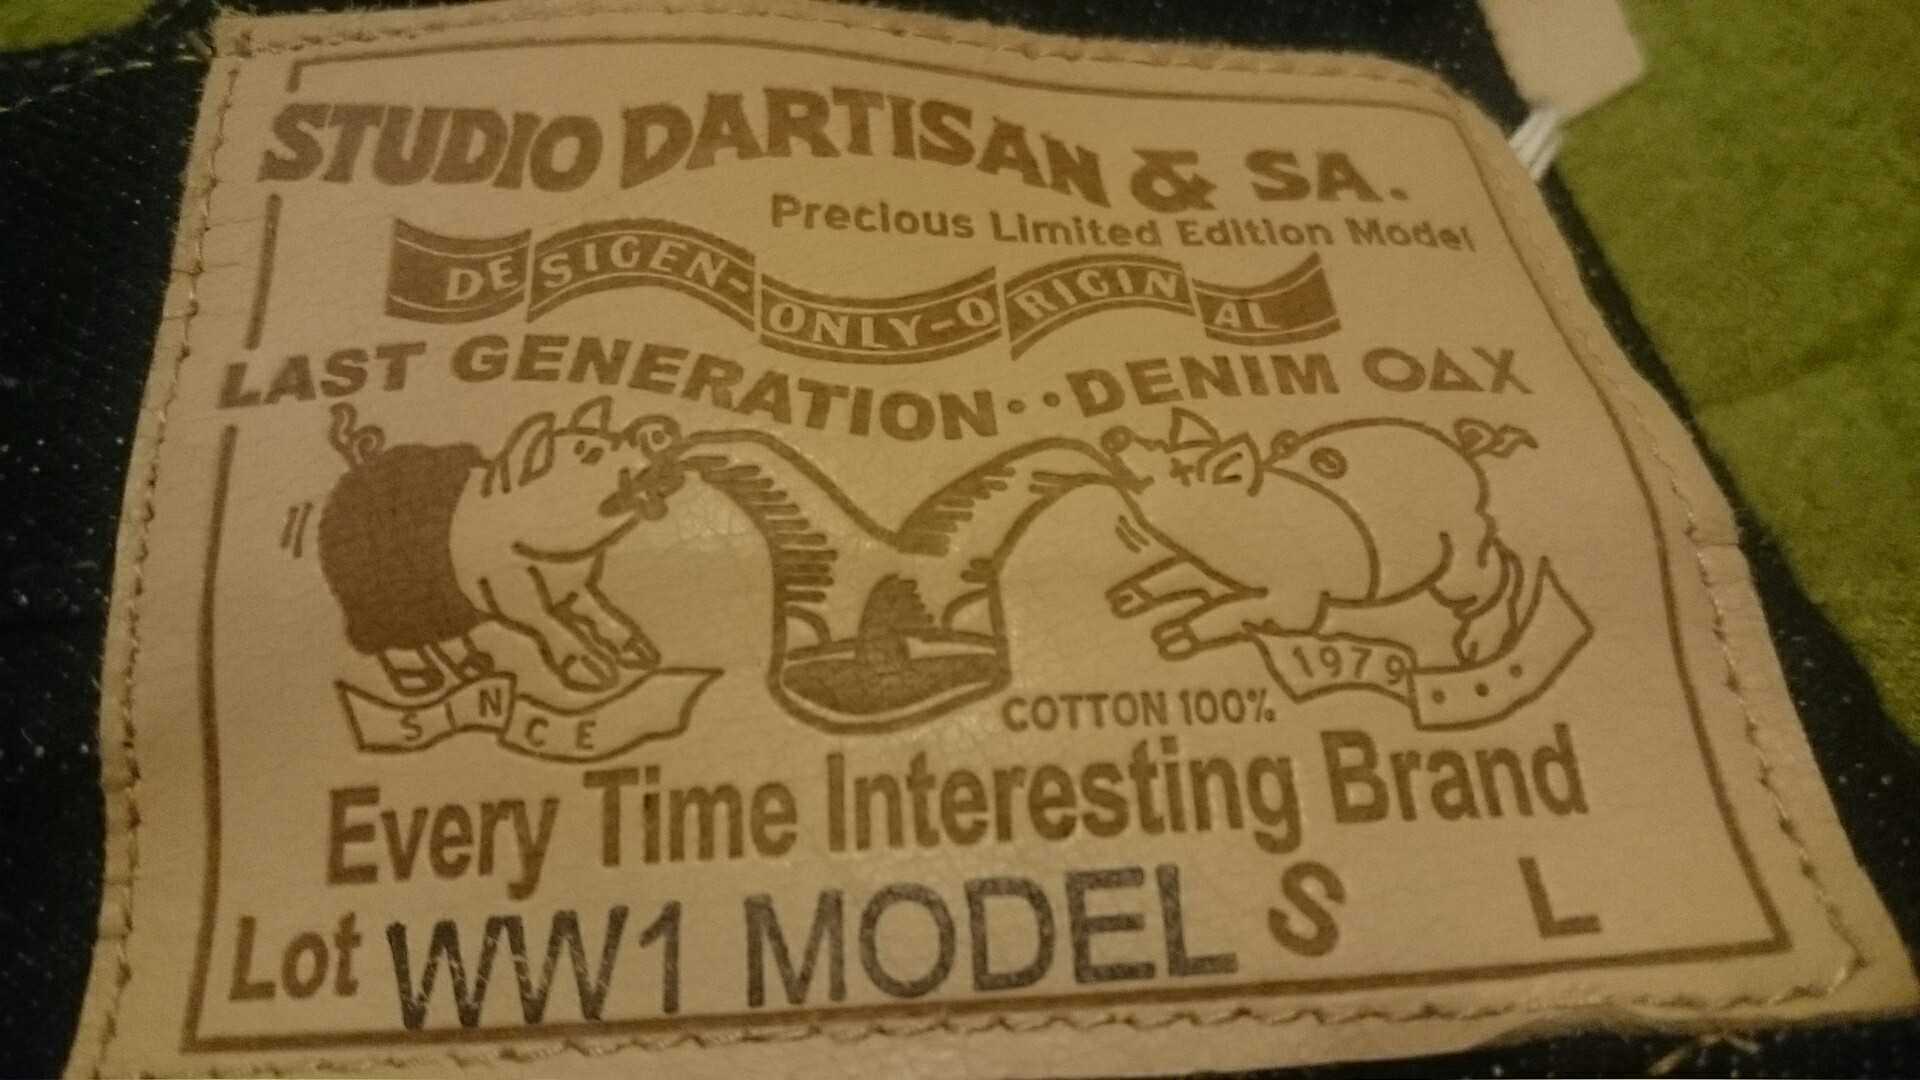 STUDIO DARTISAN & SA.
Precious Limited Edition Model
DESIGEN-ONLY-ORIGINAL
LAST GENERATION··DENIM O∆X
SINCE
1979...
COTTON 100%
Every Time Interesting Brand
Lot WW1 MODEL S L